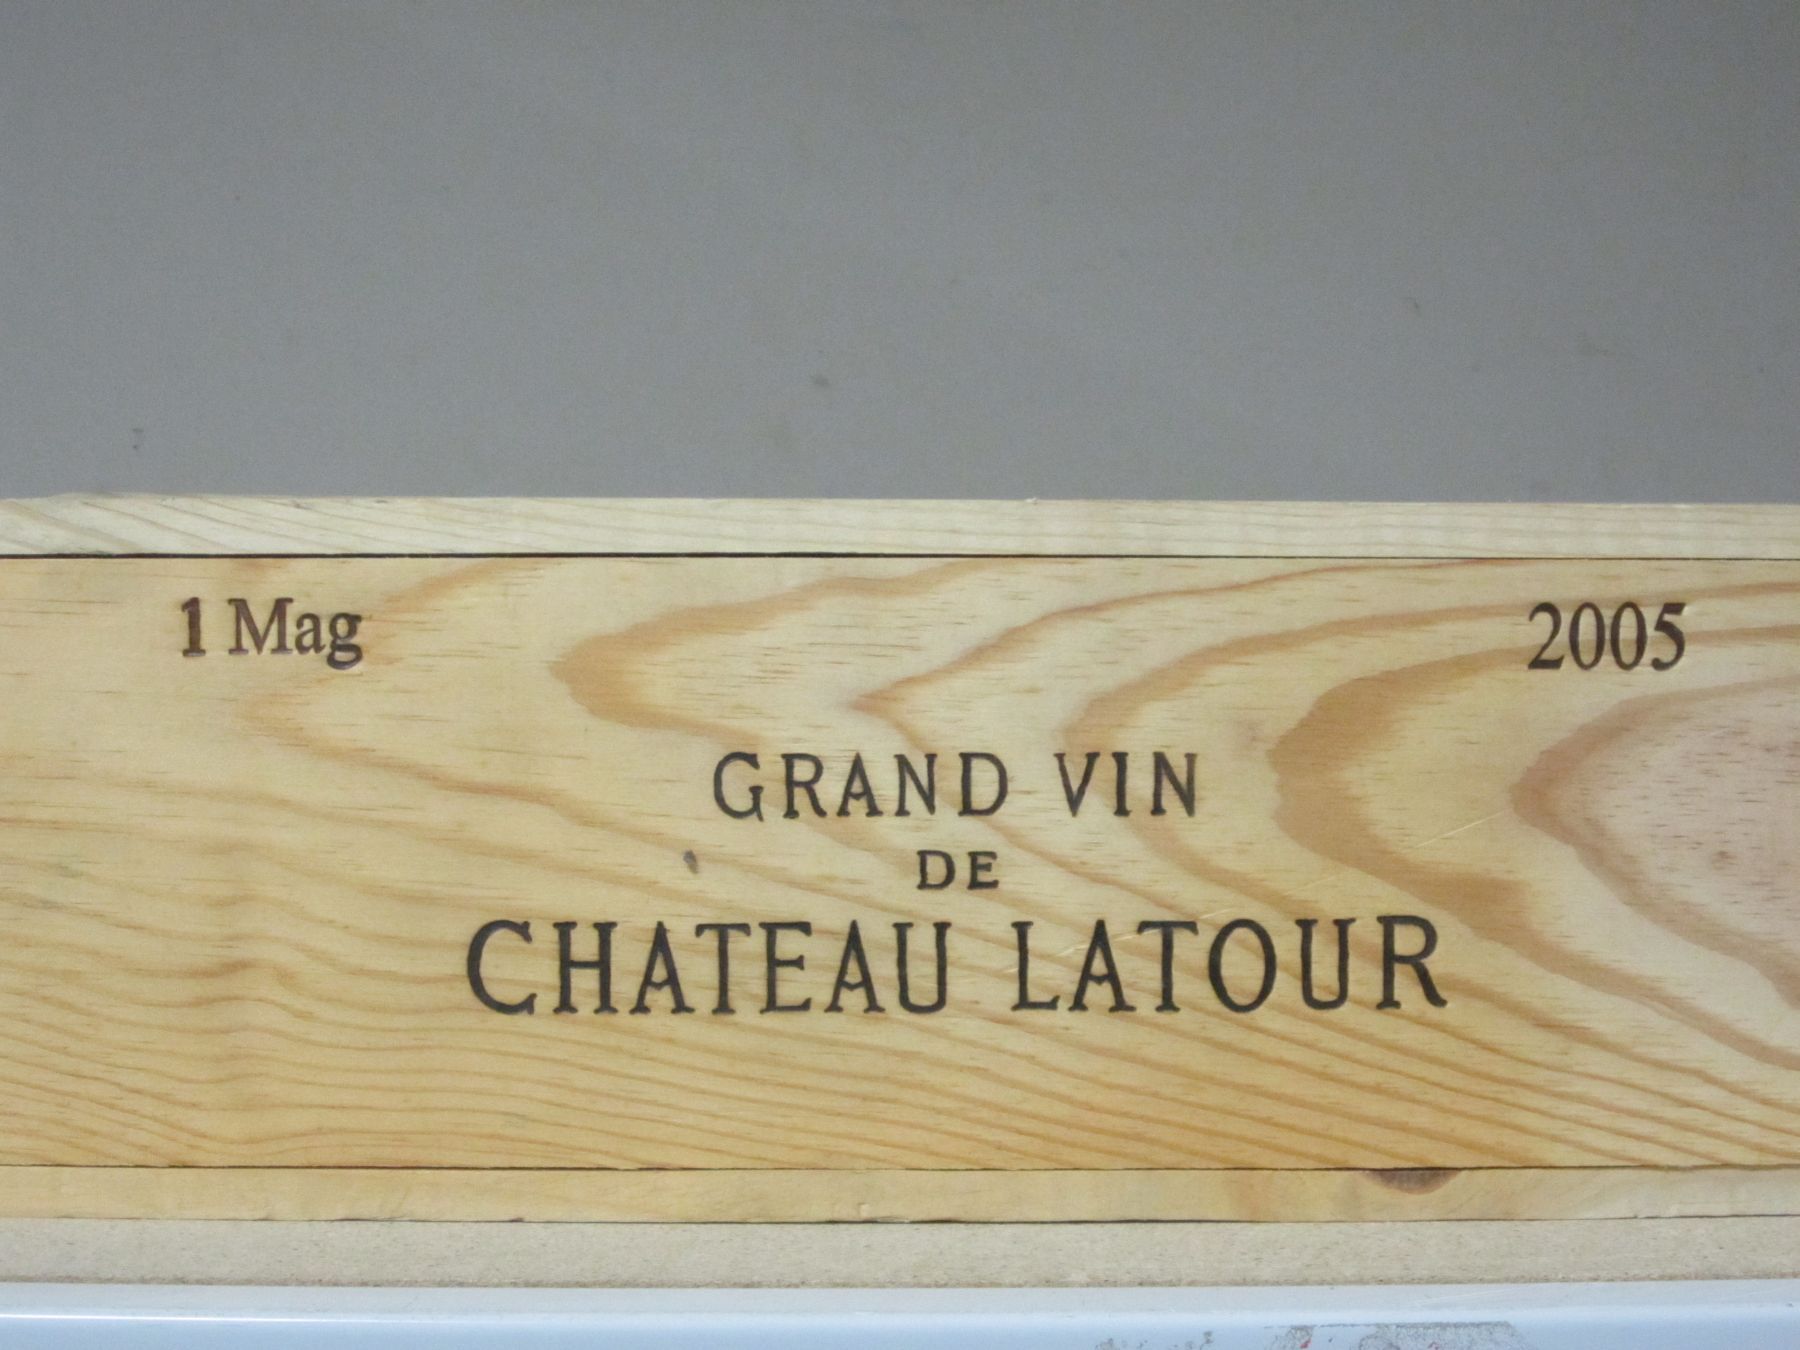 1 Mag 2005
GRAND VIN
DE
CHATEAU LATOUR